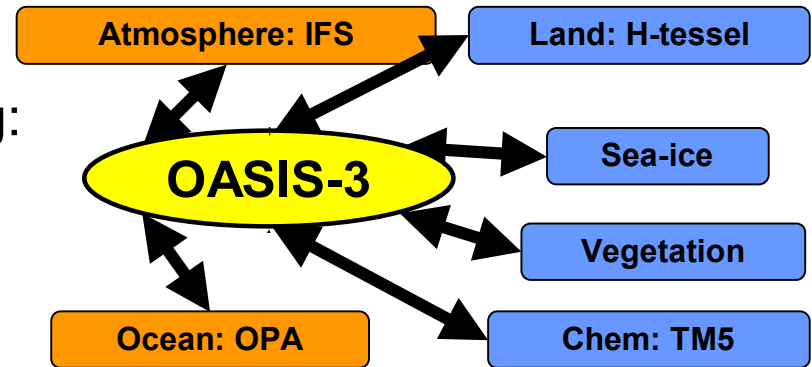 Atmosphere: IFS
Land: H-tessel
g:
OASIS-3
Sea-ice
Vegetation
Ocean: OPA
Chem: TM5